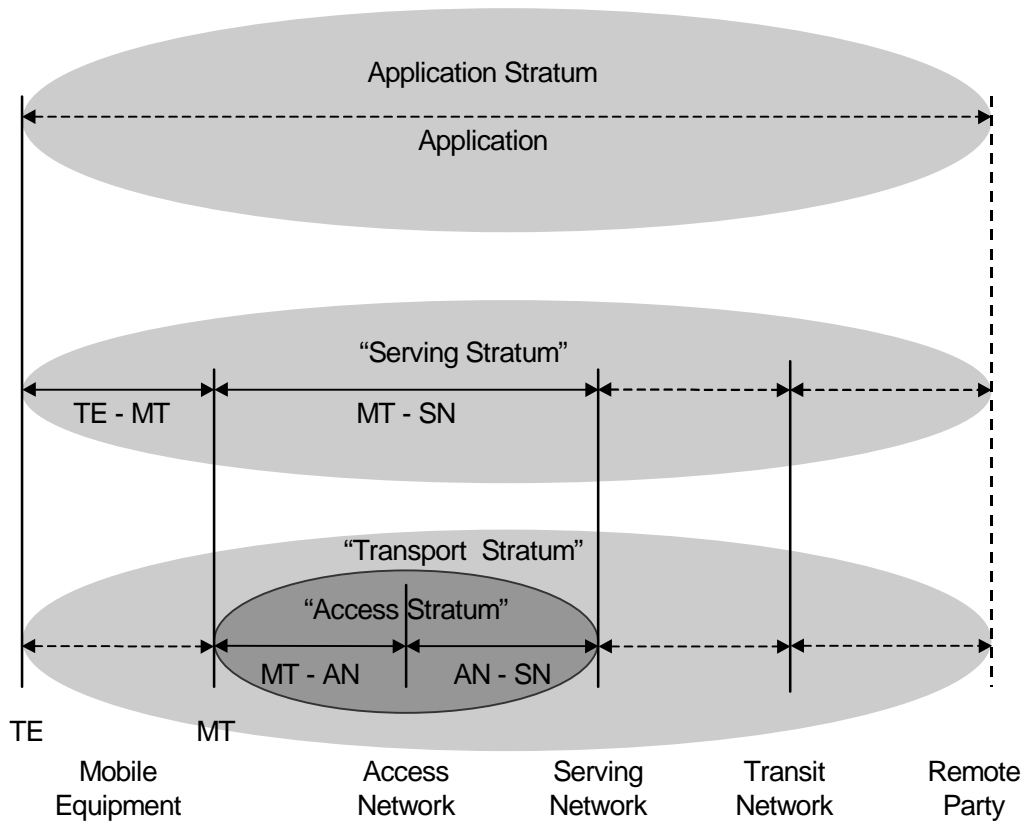 Application Stratum
Application
“Serving Stratum”
TE - MT
MT - SN
“Transport Stratum”
“Access Stratum”
MT - AN
AN - SN
TE
MT
Mobile
Equipment
Access
Network
Serving
Network
Transit
Network
Remote
Party